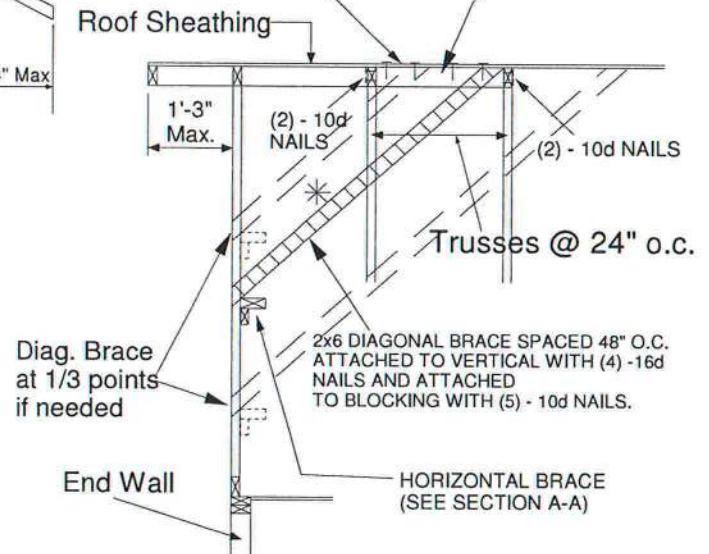 Roof Sheathing
" Max
1'-3"
Max.
(2) - 10d
NAILS
(2) - 10d NAILS
Trusses @ 24" o.c.
2x6 DIAGONAL BRACE SPACED 48" O.C.
ATTACHED TO VERTICAL WITH (4) -16d
NAILS AND ATTACHED
TO BLOCKING WITH (5) - 10d NAILS.
Diag. Brace
at 1/3 points
if needed
End Wall
HORIZONTAL BRACE
(SEE SECTION A-A)